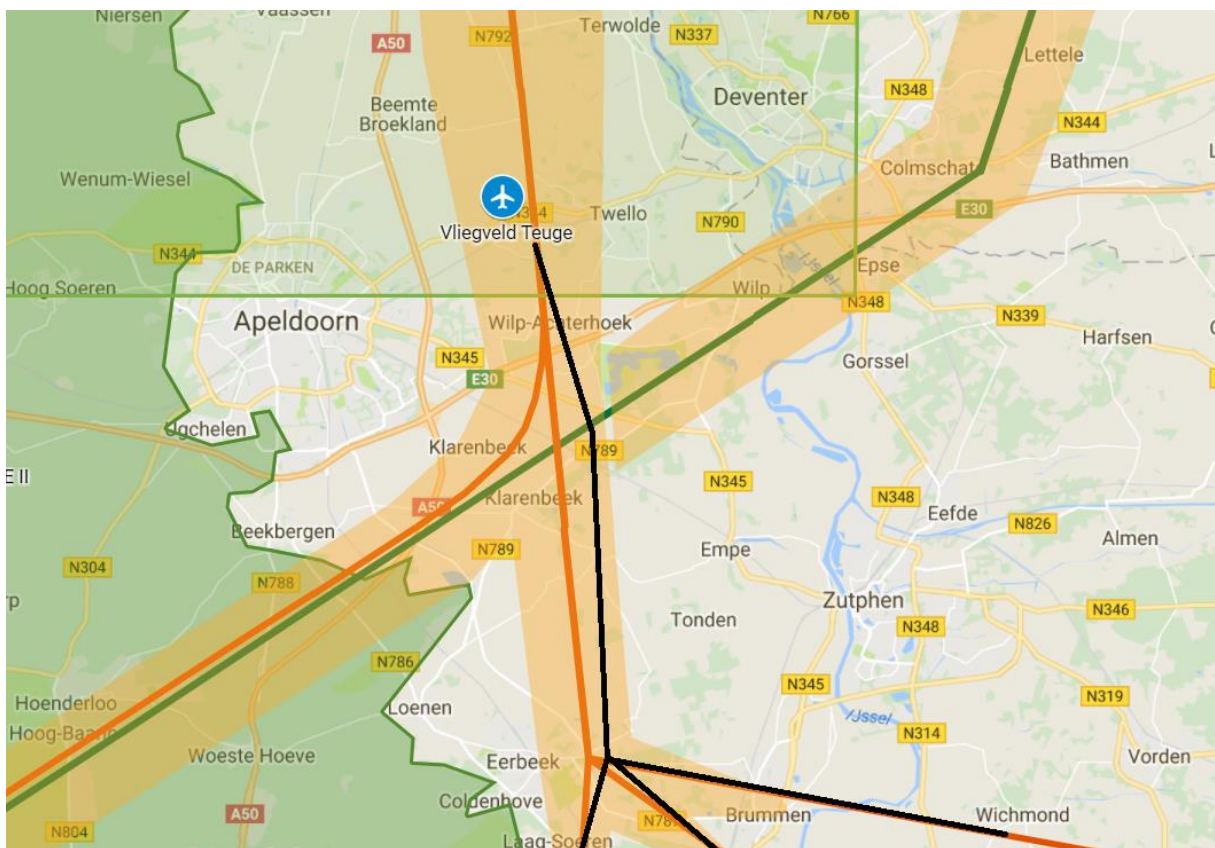 Niersen
Vaassen
N792
Terwolde
N766
N337
A50
Lettele
Deventer
N348
Beemte
Broekland
N344
Colmschat
Bathmen
Wenum-Wiesel
Twello
N790
E30
Vliegveld Teuge
N344
DE PARKEN
IJssel
Epse
Hoog Soeren
Wilp
N348
Apeldoorn
Wilp-Achterhoek
N339
Harfsen
N345
E30
Gorssel
Ugchelen
Klarenbeek
N789
E II
N345
Klarenbeek
N348
Eefde
Beekbergen
N826
Almen
N789
Empe
N304
N788
Zutphen
N346
Tonden
N348
N786
N345
N319
Hoenderloo
Loenen
IJssel
N314
Woeste Hoeve
Eerbeek
Vorden
Coldenhove
A50
Brummen
Wichmond
N804
Laag-Soeren